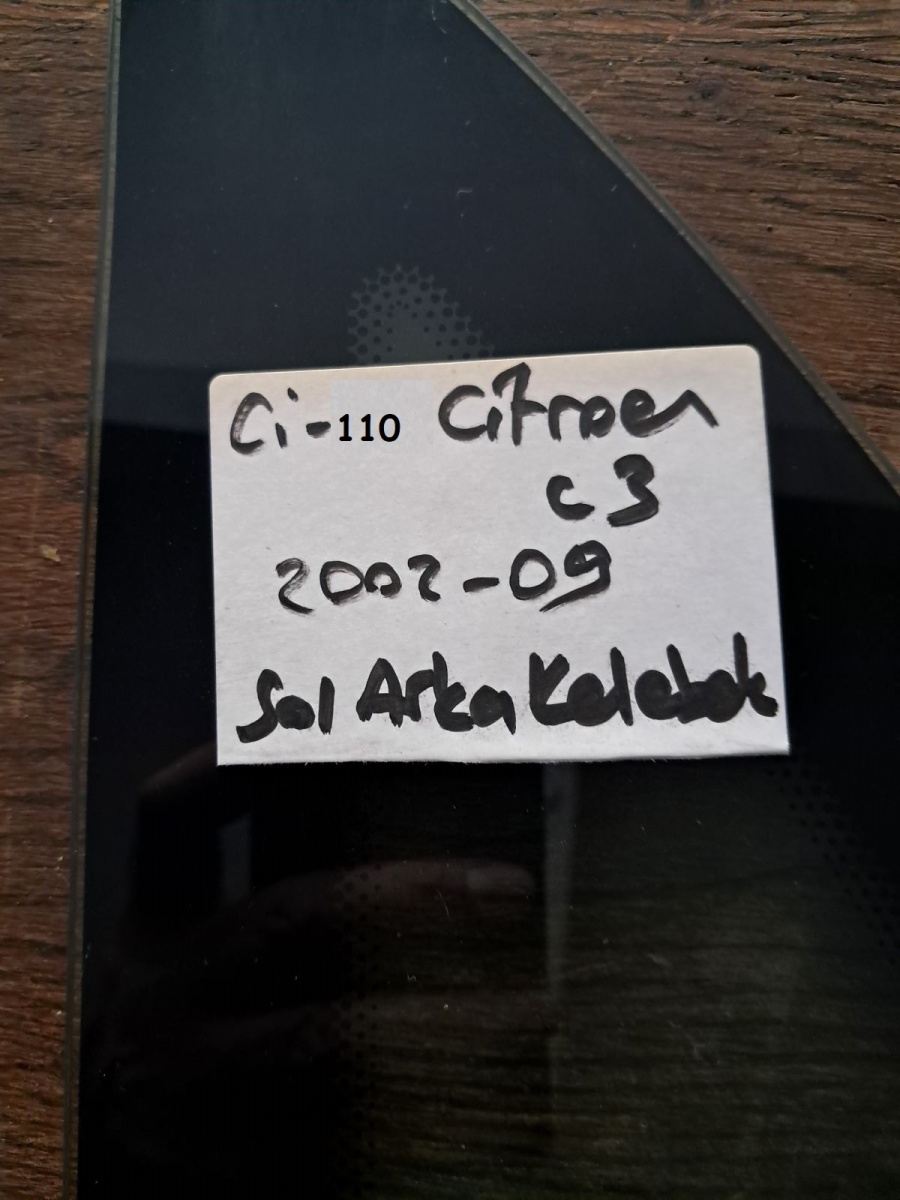 Ci-110 Citroen
C3
2002-09
Sol Arka Kelebek